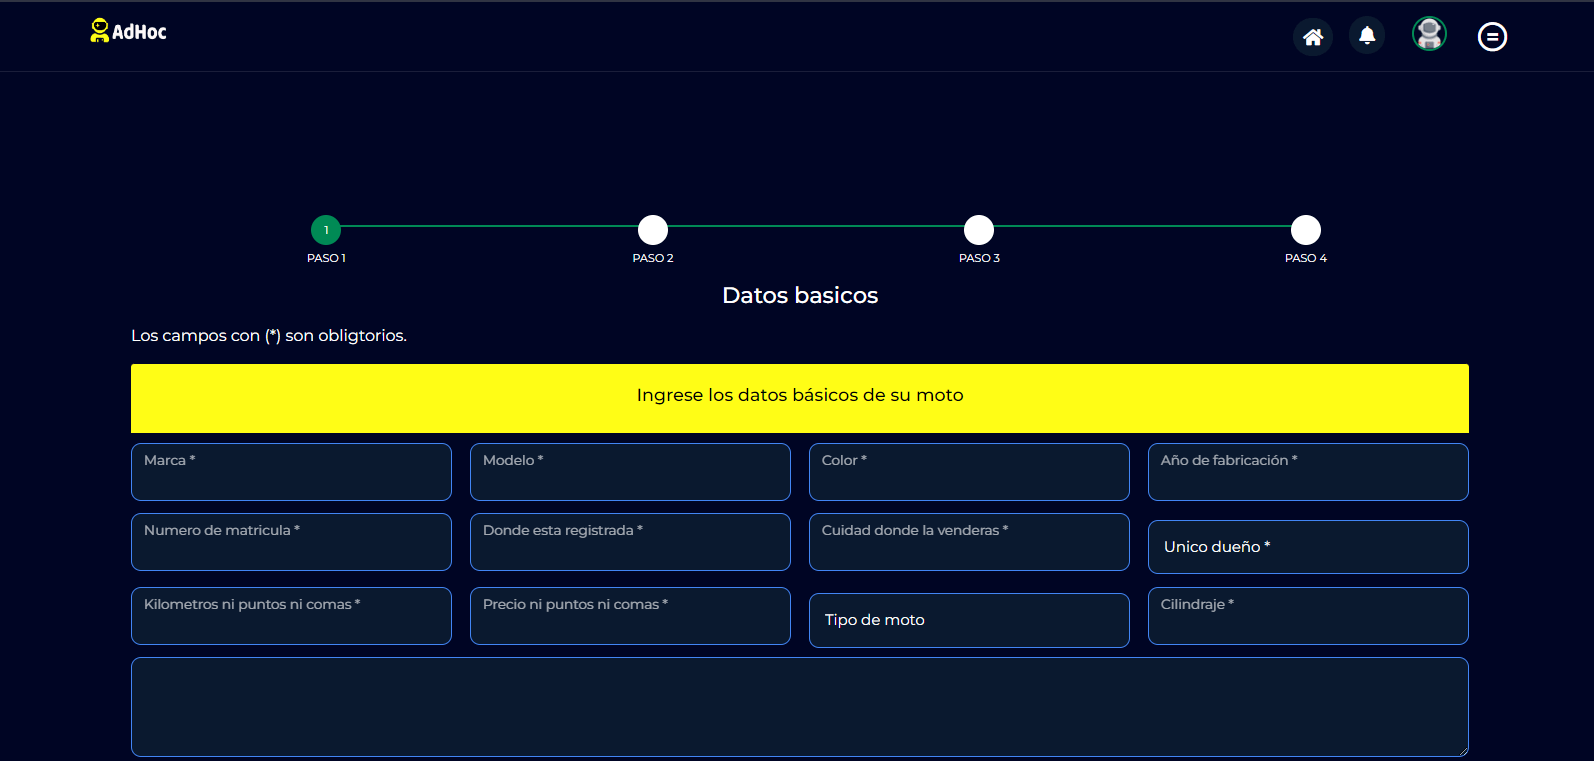 AdHoc
1
PASO 1
PASO 2
PASO 3
PASO 4
Datos basicos
Los campos con (*) son obligtorios.
Ingrese los datos básicos de su moto
Marca *
Modelo *
Color *
Año de fabricación *
Numero de matricula *
Donde esta registrada *
Cuidad donde la venderas *
Unico dueño *
Kilometros ni puntos ni comas *
Precio ni puntos ni comas *
Tipo de moto
Cilindraje *